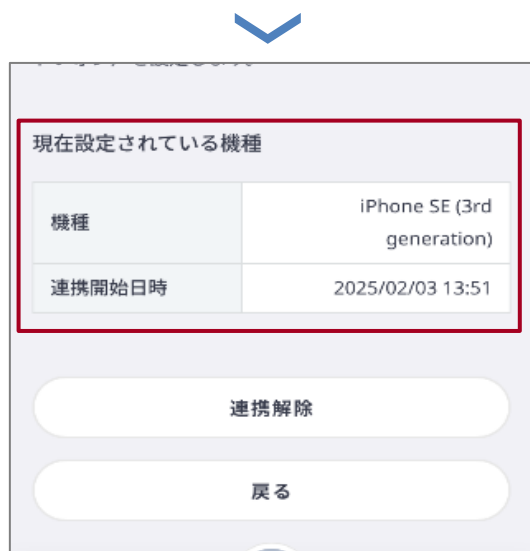 現在設定されている機種
機種
iPhone SE (3rd
generation)
連携開始日時
2025/02/03 13:51
連携解除
戻る